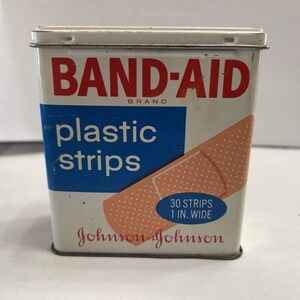 BAND-AID
BRAND
plastic
strips
30 STRIPS
1 IN. WIDE
Johnson & Johnson